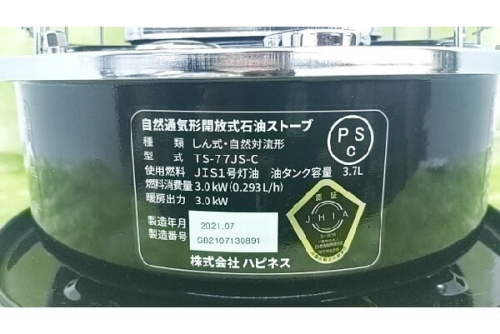 自然通気形開放式石油ストーブ
種 類 しん式・自然対流形
型 式 TS-77JS-C
使用燃料 JIS1号灯油 油タンク容量 3.7L
燃料消費量 3.0kW(0.293L/h)
暖房出力 3.0kW
製造年月 2021.07
製造番号 SB2107130891
株式会社 ハピネス
PS
C
認証
JHIA